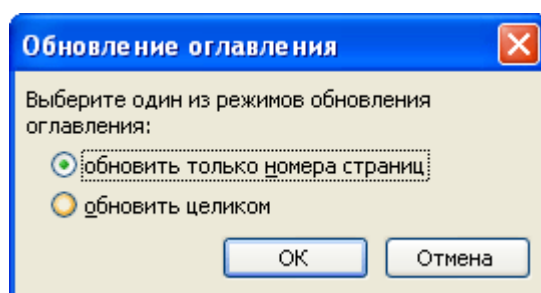 Обновление оглавления
Выберите один из режимов обновления
оглавления:
обновить только номера страниц
обновить целиком
ОК
Отмена